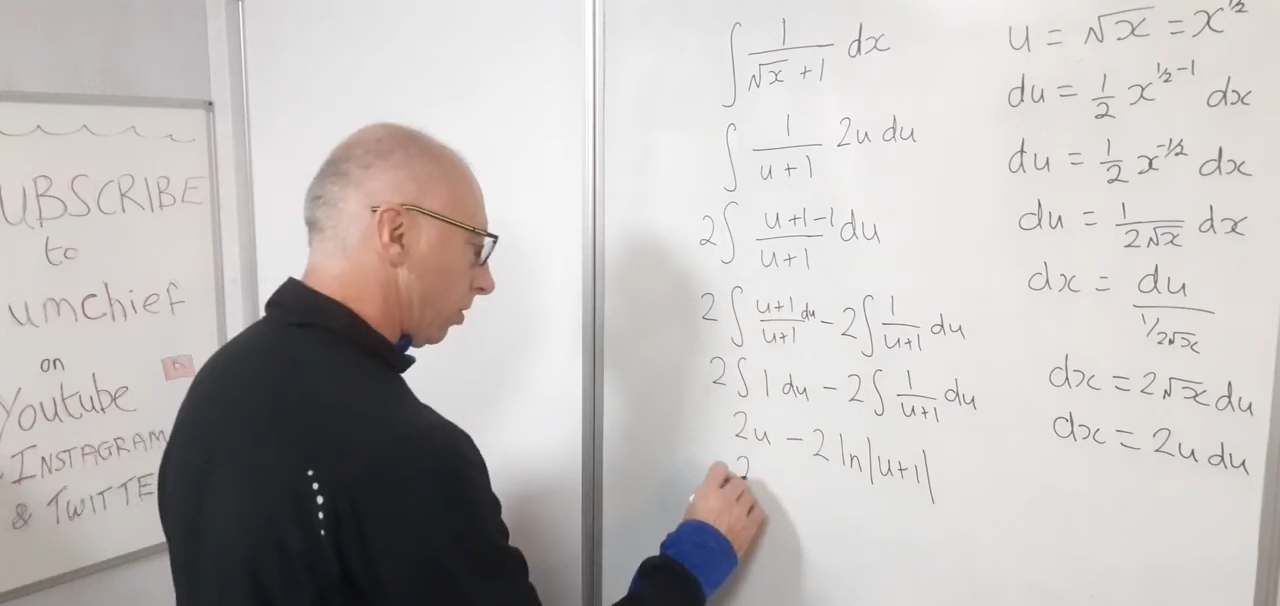 UBSCRIBE
to
umchief
on
Youtube
INSTAGRAM
& TWITTE
∫ 1/(√x + 1) dx
∫ 1/(u+1) 2u du
2∫ (u+1-1)/(u+1) du
2∫ (u+1)/(u+1) du - 2∫ 1/(u+1) du
2∫ 1 du - 2∫ 1/(u+1) du
2u - 2 ln|u+1|
2
u = √x = x^1/2
du = 1/2 x^(1/2-1) dx
du = 1/2 x^-1/2 dx
du = 1/(2√x) dx
dx = du/(1/2√x)
dx = 2√x du
dx = 2u du